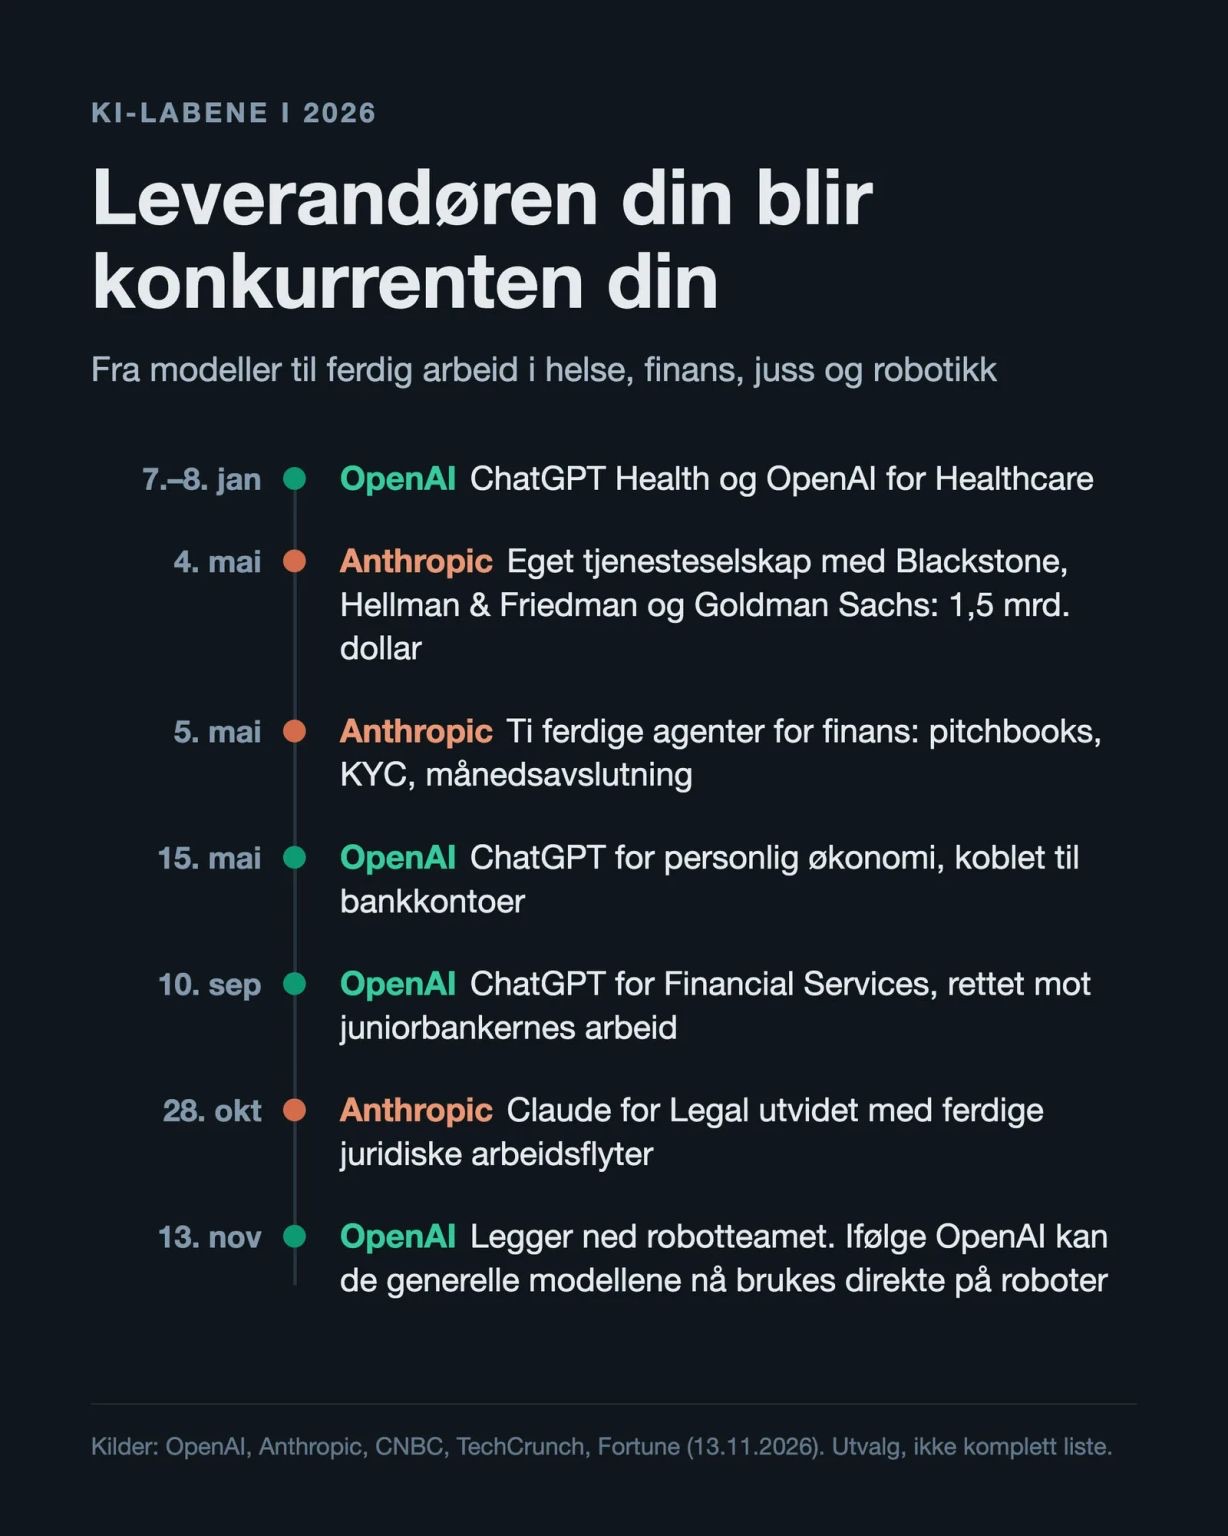 KI-LABENE I 2026
Leverandøren din blir
konkurrenten din
Fra modeller til ferdig arbeid i helse, finans, juss og robotikk
7.–8. jan OpenAI ChatGPT Health og OpenAI for Healthcare
4. mai Anthropic Eget tjenesteselskap med Blackstone,
Hellman & Friedman og Goldman Sachs: 1,5 mrd.
dollar
5. mai Anthropic Ti ferdige agenter for finans: pitchbooks,
KYC, månedsavslutning
15. mai OpenAI ChatGPT for personlig økonomi, koblet til
bankkontoer
10. sep OpenAI ChatGPT for Financial Services, rettet mot
juniorbankernes arbeid
28. okt Anthropic Claude for Legal utvidet med ferdige
juridiske arbeidsflyter
13. nov OpenAI Legger ned robotteamet. Ifølge OpenAI kan
de generelle modellene nå brukes direkte på roboter
Kilder: OpenAI, Anthropic, CNBC, TechCrunch, Fortune (13.11.2026). Utvalg, ikke komplett liste.